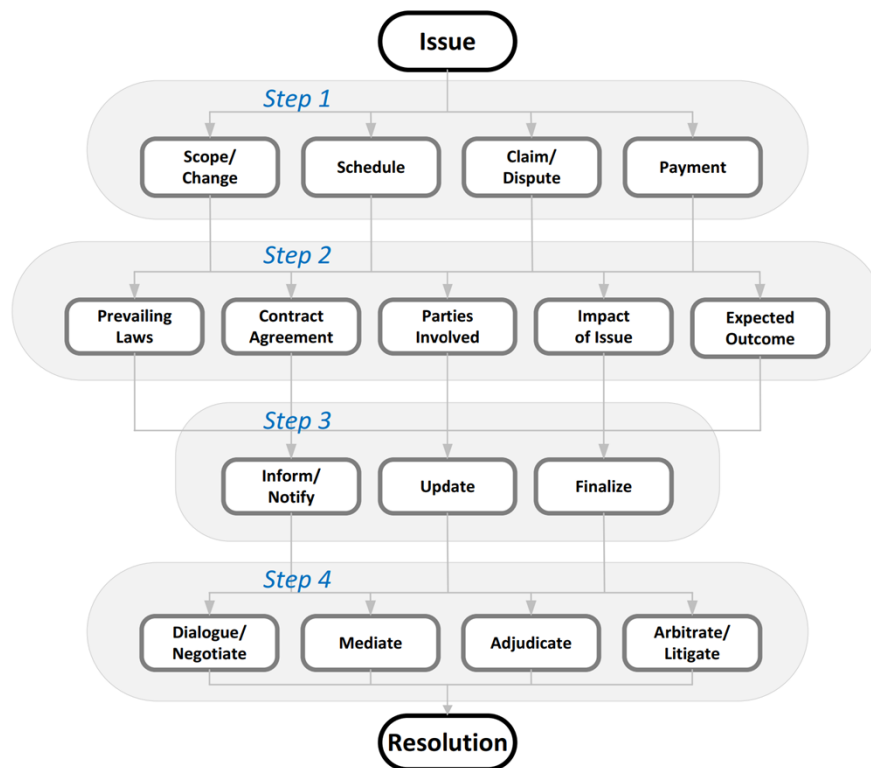 Issue
Step 1
Scope/
Change
Schedule
Claim/
Dispute
Payment
Step 2
Prevailing
Laws
Contract
Agreement
Parties
Involved
Impact
of Issue
Expected
Outcome
Step 3
Inform/
Notify
Update
Finalize
Step 4
Dialogue/
Negotiate
Mediate
Adjudicate
Arbitrate/
Litigate
Resolution